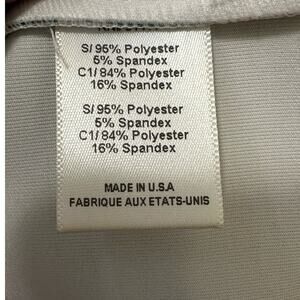 S/ 95% Polyester
5% Spandex
C1/ 84% Polyester
16% Spandex
S/ 95% Polyester
5% Spandex
C1/ 84% Polyester
16% Spandex
MADE IN U.S.A
FABRIQUE AUX ETATS-UNIS